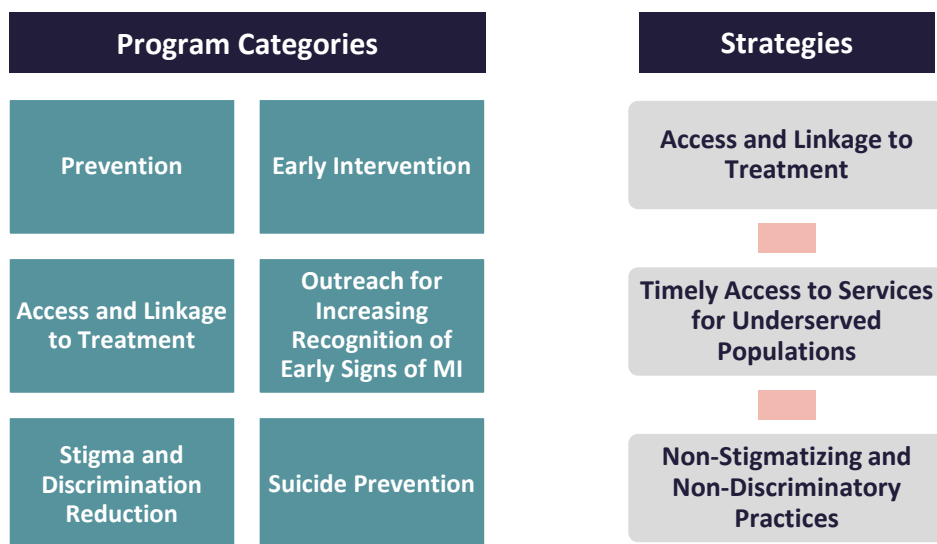 Program Categories
Prevention
Early Intervention
Access and Linkage
to Treatment
Outreach for
Increasing
Recognition of
Early Signs of MI
Stigma and
Discrimination
Reduction
Suicide Prevention
Strategies
Access and Linkage to
Treatment
Timely Access to Services
for Underserved
Populations
Non-Stigmatizing and
Non-Discriminatory
Practices